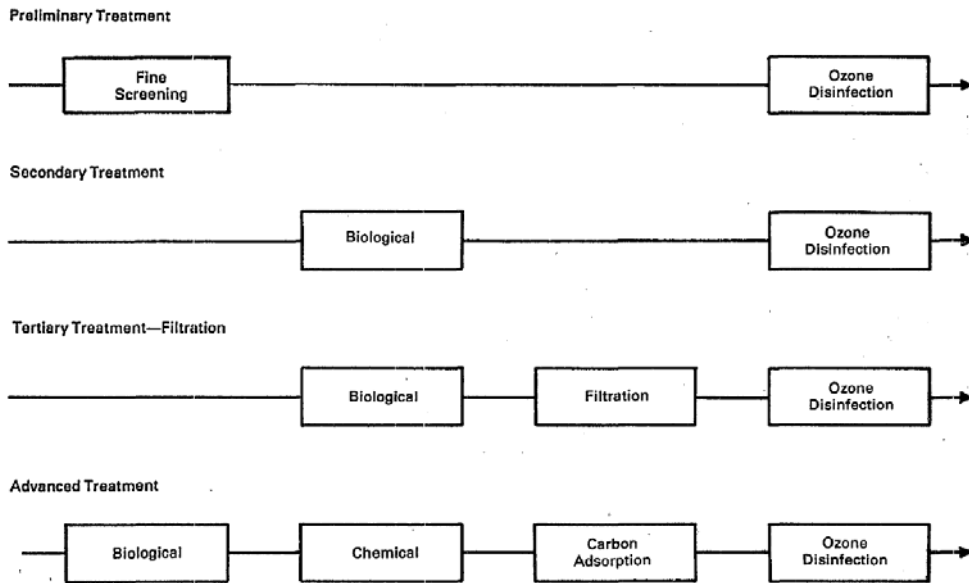 Preliminary Treatment
Fine
Screening
Ozone
Disinfection
Secondary Treatment
Biological
Ozone
Disinfection
Tertiary Treatment—Filtration
Biological
Filtration
Ozone
Disinfection
Advanced Treatment
Biological
Chemical
Carbon
Adsorption
Ozone
Disinfection